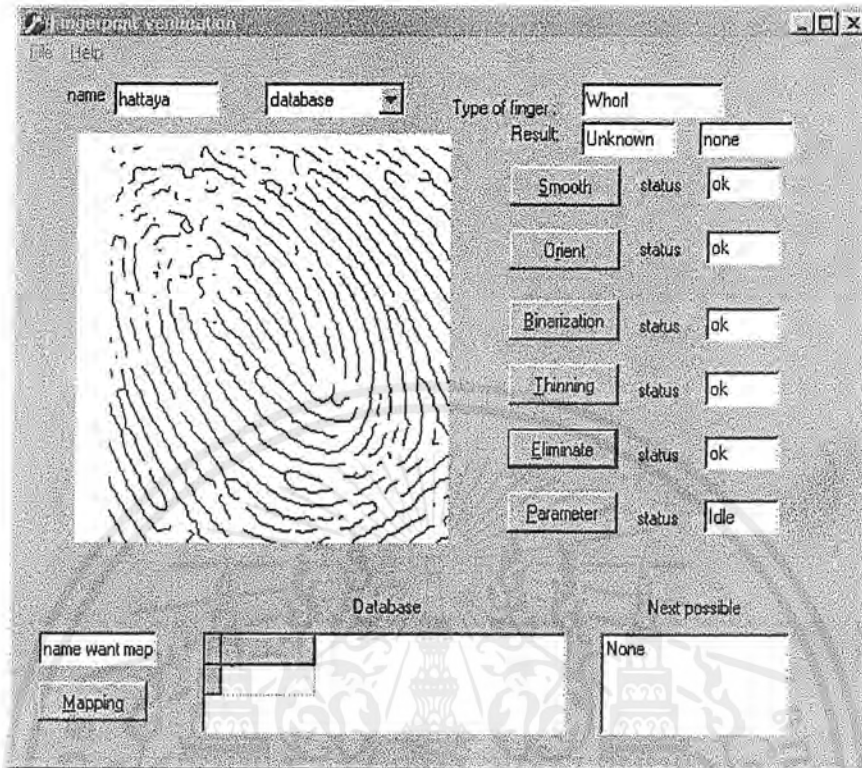 Fingerprint Verification
File Help
name hattaya database Type of finger : Whorl
Result: Unknown none
Smooth status ok
Orient status ok
Binarization status ok
Thinning status ok
Eliminate status ok
Parameter status Idle
Database Next possible
name want map None
Mapping